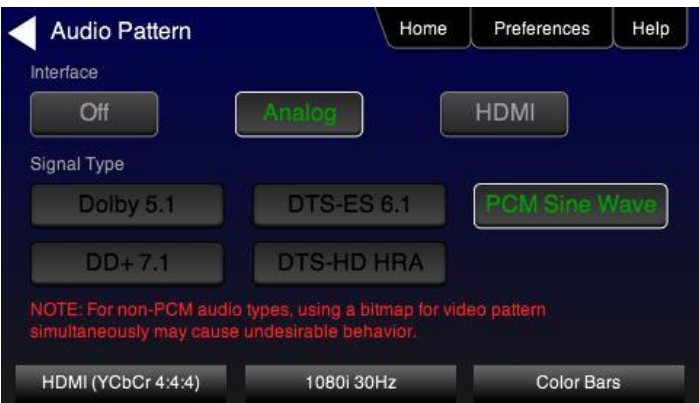 Audio Pattern Home Preferences Help
Interface
Off Analog HDMI
Signal Type
Dolby 5.1 DTS-ES 6.1 PCM Sine Wave
DD+ 7.1 DTS-HD HRA
NOTE: For non-PCM audio types, using a bitmap for video pattern
simultaneously may cause undesirable behavior.
HDMI (YCbCr 4:4:4) 1080i 30Hz Color Bars